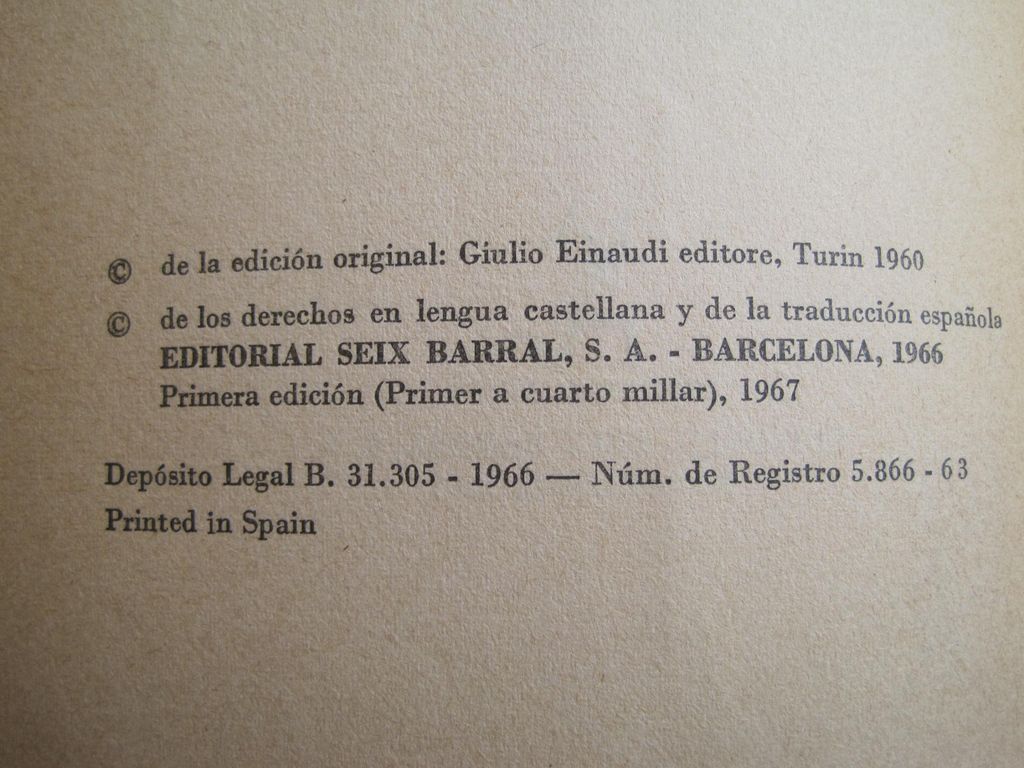 © de la edición original: Giulio Einaudi editore, Turin 1960
© de los derechos en lengua castellana y de la traducción española
EDITORIAL SEIX BARRAL, S. A. - BARCELONA, 1966
Primera edición (Primer a cuarto millar), 1967
Depósito Legal B. 31.305 - 1966 — Núm. de Registro 5.866 - 63
Printed in Spain